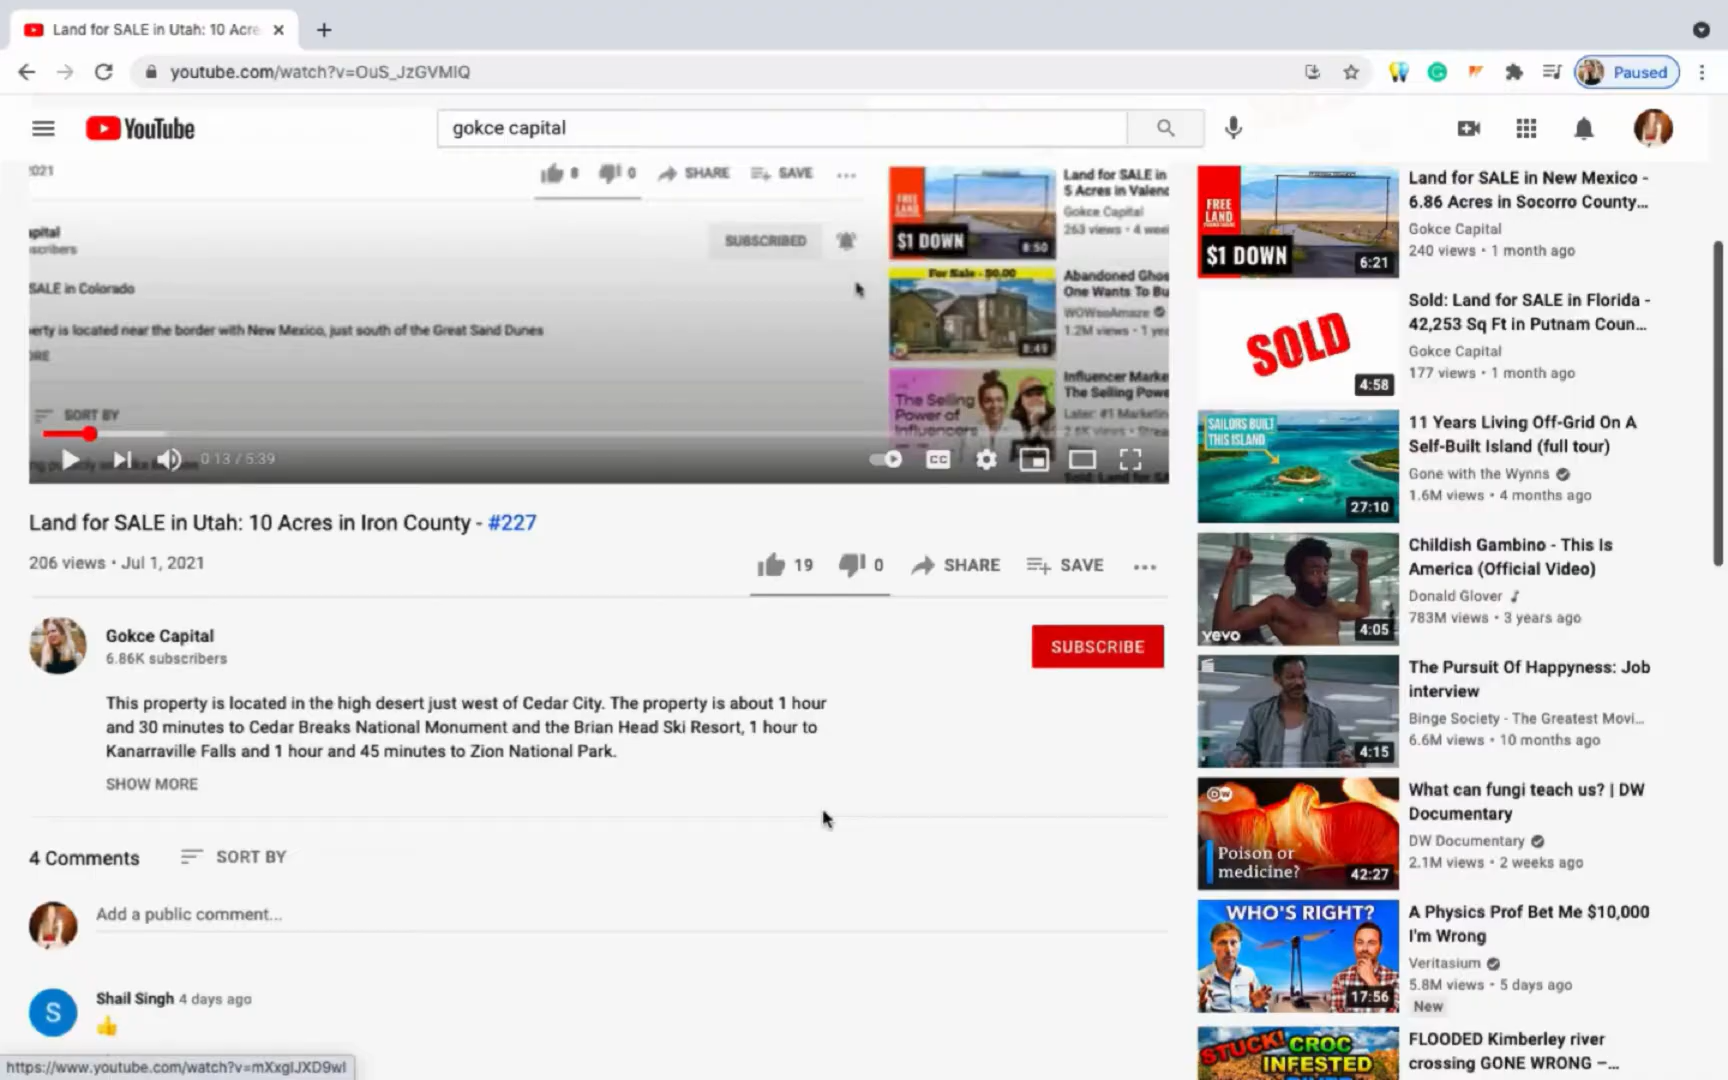 Land for SALE in Utah: 10 Acre
youtube.com/watch?v=OuS_JzGVMIQ
Paused
YouTube
gokce capital
2021
8
0
SHARE
SAVE
SUBSCRIBED
SALE in Colorado
erty is located near the border with New Mexico, just south of the Great Sand Dunes
SORT BY
0:13 / 5:39
CC
FREE
LAND
$1 DOWN
8:50
Land for SALE in
5 Acres in Valenc
Gokce Capital
263 views • 4 wee
For Sale - $0.00
8:49
Abandoned Ghos
One Wants To Bu
WOWsoAmaze
1.2M views • 1 yea
The Selling
Power of
Influencers
Influencer Marke
The Selling Powe
Later: #1 Marketin
Land for SALE in Utah: 10 Acres in Iron County - #227
206 views • Jul 1, 2021
19
0
SHARE
SAVE
Gokce Capital
6.86K subscribers
SUBSCRIBE
This property is located in the high desert just west of Cedar City. The property is about 1 hour
and 30 minutes to Cedar Breaks National Monument and the Brian Head Ski Resort, 1 hour to
Kanarraville Falls and 1 hour and 45 minutes to Zion National Park.
SHOW MORE
4 Comments
SORT BY
Add a public comment...
S
Shail Singh 4 days ago
https://www.youtube.com/watch?v=mXxgIJXD9wI
FREE
LAND
$1 DOWN
6:21
Land for SALE in New Mexico -
6.86 Acres in Socorro County...
Gokce Capital
240 views • 1 month ago
SOLD
4:58
Sold: Land for SALE in Florida -
42,253 Sq Ft in Putnam Coun...
Gokce Capital
177 views • 1 month ago
SAILORS BUILT
THIS ISLAND
27:10
11 Years Living Off-Grid On A
Self-Built Island (full tour)
Gone with the Wynns
1.6M views • 4 months ago
vevo
4:05
Childish Gambino - This Is
America (Official Video)
Donald Glover
783M views • 3 years ago
4:15
The Pursuit Of Happyness: Job
interview
Binge Society - The Greatest Movi...
6.6M views • 10 months ago
DW
Poison or
medicine?
42:27
What can fungi teach us? | DW
Documentary
DW Documentary
2.1M views • 2 weeks ago
WHO'S RIGHT?
17:56
A Physics Prof Bet Me $10,000
I'm Wrong
Veritasium
5.8M views • 5 days ago
New
STUCK! CROC
INFESTED
FLOODED Kimberley river
crossing GONE WRONG –...